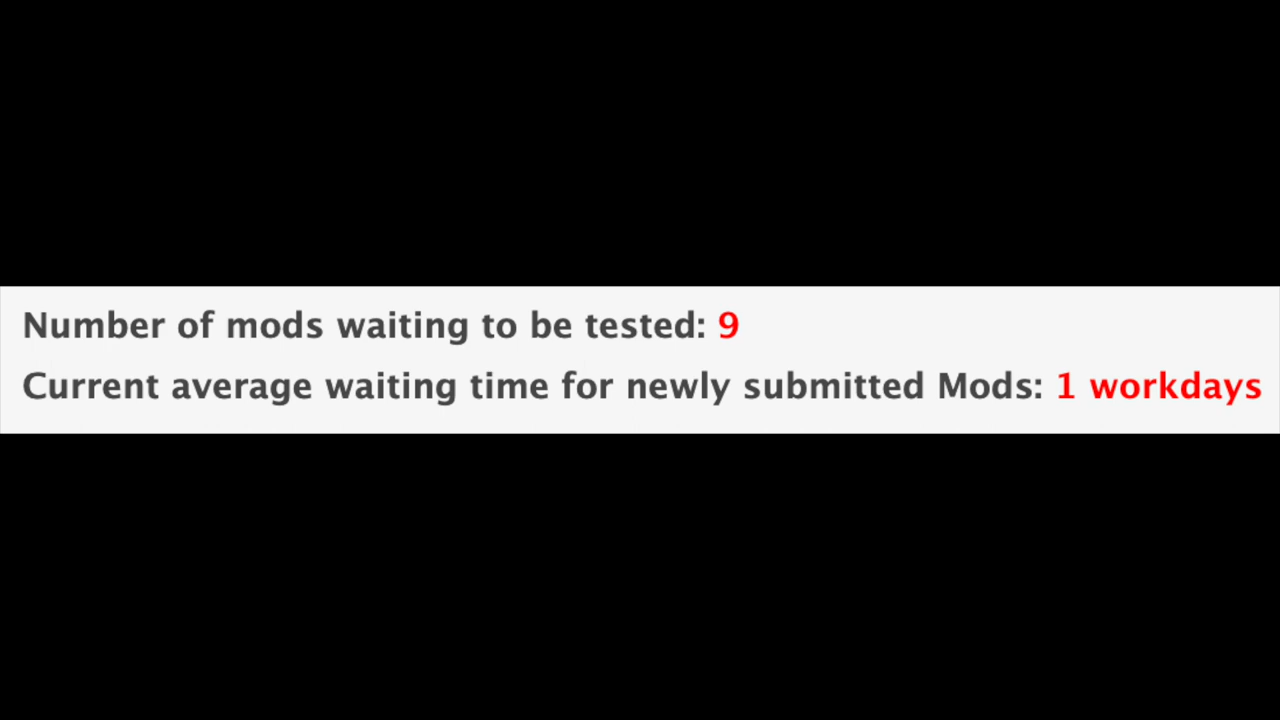 Number of mods waiting to be tested: 9
Current average waiting time for newly submitted Mods: 1 workdays